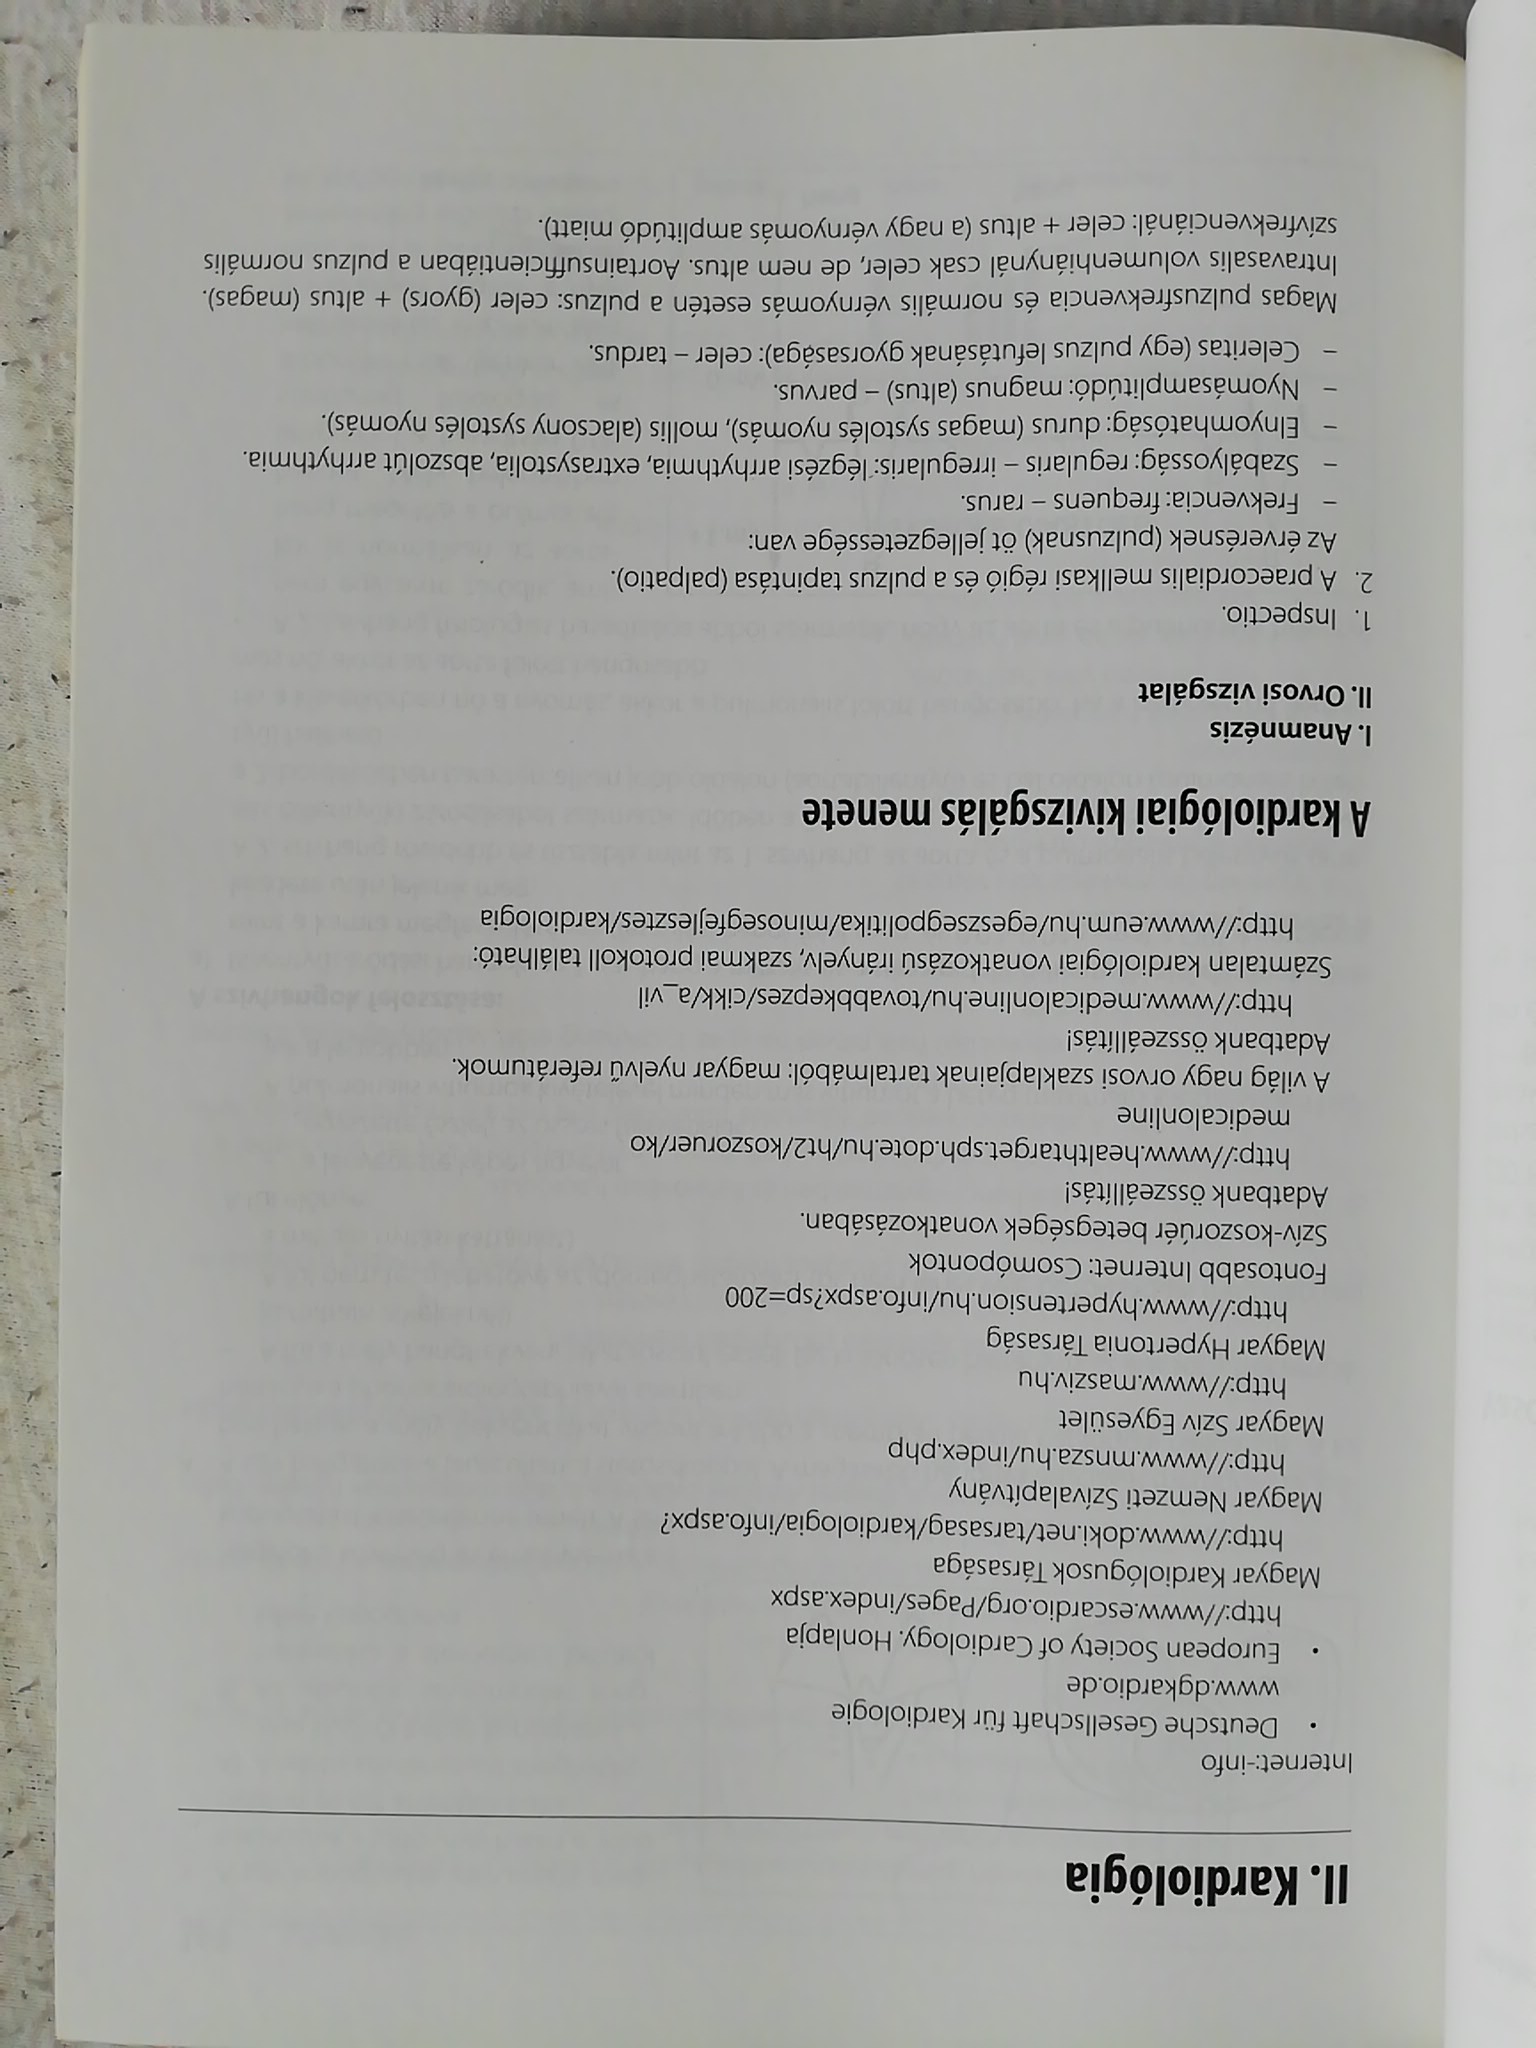 II. Kardiológia
Internet:-info
• Deutsche Gesellschaft für Kardiologie
www.dgkardio.de
• European Society of Cardiology. Honlapja
http://www.escardio.org/Pages/index.aspx
Magyar Kardiológusok Társasága
http://www.doki.net/tarsasag/kardiologia/info.aspx?
Magyar Nemzeti Szívalapítvány
http://www.mnsza.hu/index.php
Magyar Szív Egyesület
http://www.masziv.hu
Magyar Hypertonia Társaság
http://www.hypertension.hu/info.aspx?sp=200
Fontosabb Internet: Csomópontok
Szív-koszorúér betegségek vonatkozásában.
Adatbank összeállítás!
http://www.healthtarget.sph.dote.hu/ht2/koszoruer/ko
medicalonline
A világ nagy orvosi szaklapjainak tartalmából: magyar nyelvű referátumok.
Adatbank összeállítás!
http://www.medicalonline.hu/tovabbkepzes/cikk/a_vil
Számtalan kardiológiai vonatkozású irányelv, szakmai protokoll található:
http://www.eum.hu/egeszsegpolitika/minosegfejlesztes/kardiologia
A kardiológiai kivizsgálás menete
I. Anamnézis
II. Orvosi vizsgálat
1. Inspectio.
2. A praecordialis mellkasi régió és a pulzus tapintása (palpatio).
Az érverésnek (pulzusnak) öt jellegzetessége van:
– Frekvencia: frequens – rarus.
– Szabályosság: regularis – irregularis: légzési arrhythmia, extrasystolia, abszolút arrhythmia.
– Elnyomhatóság: durus (magas systolés nyomás), mollis (alacsony systolés nyomás).
– Nyomásamplitúdó: magnus (altus) – parvus.
– Celeritas (egy pulzus lefutásának gyorsasága): celer – tardus.
Magas pulzusfrekvencia és normális vérnyomás esetén a pulzus: celer (gyors) + altus (magas).
Intravasalis volumenhiánynál csak celer, de nem altus. Aortainsufficientiában a pulzus normális
szívfrekvenciánál: celer + altus (a nagy vérnyomás amplitúdó miatt).